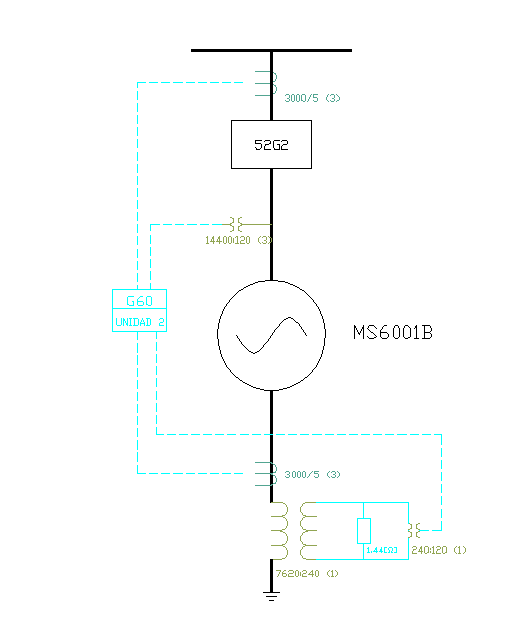 3000/5 (3)
52G2
14400:120 (3)
G60
UNIDAD 2
MS6001B
3000/5 (3)
240:120 (1)
7620:240 (1)